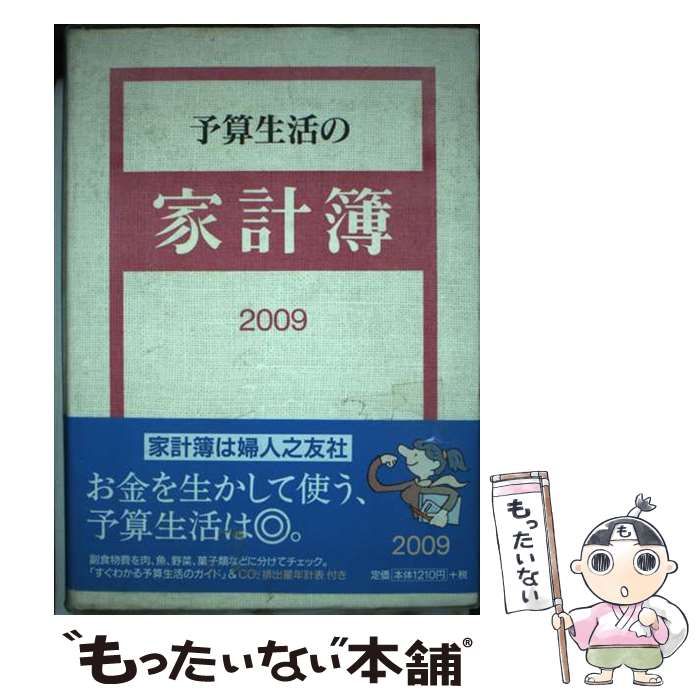 予算生活の
家計簿
2009
家計簿は婦人之友社
お金を生かして使う、
予算生活は◎。
2009
副食物費を肉、魚、野菜、菓子類などに分けてチェック。
「すぐわかる予算生活のガイド」&CO2排出量年計表 付き
定価 本体1210円 +税
もったいない
も
"もったいない"本舗®